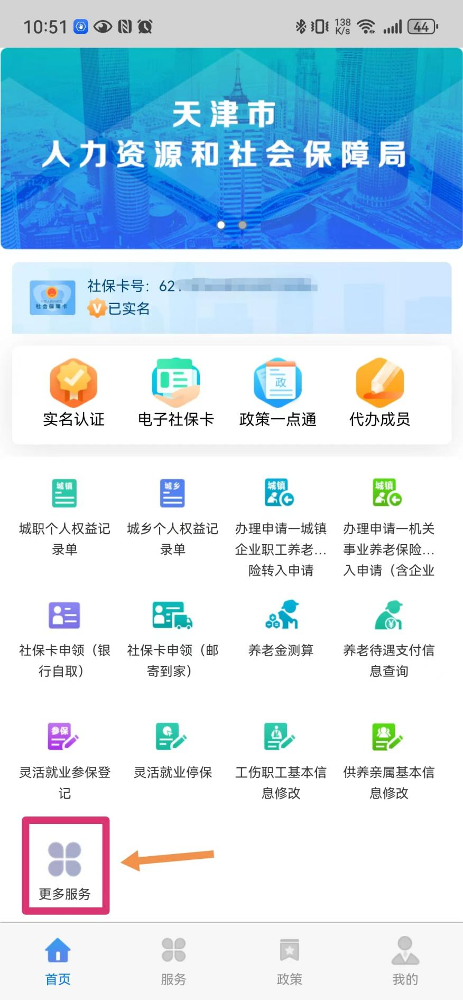 10:51
138
K/s
44
天津市
人力资源和社会保障局
社保卡号：62
社会保障卡
已实名
政
实名认证 电子社保卡 政策一点通 代办成员
城镇 城乡 城镇 城镇
城职个人权益记 城乡个人权益记 办理申请一城镇 办理申请一机关
录单 录单 企业职工养老... 事业养老保险...
险转入申请 入申请（含企业
社保卡申领（银 社保卡申领（邮 养老金测算 养老待遇支付信
行自取） 寄到家） 息查询
参保
灵活就业参保登 灵活就业停保 工伤职工基本信 供养亲属基本信
记 息修改 息修改
更多服务
首页 服务 政策 我的